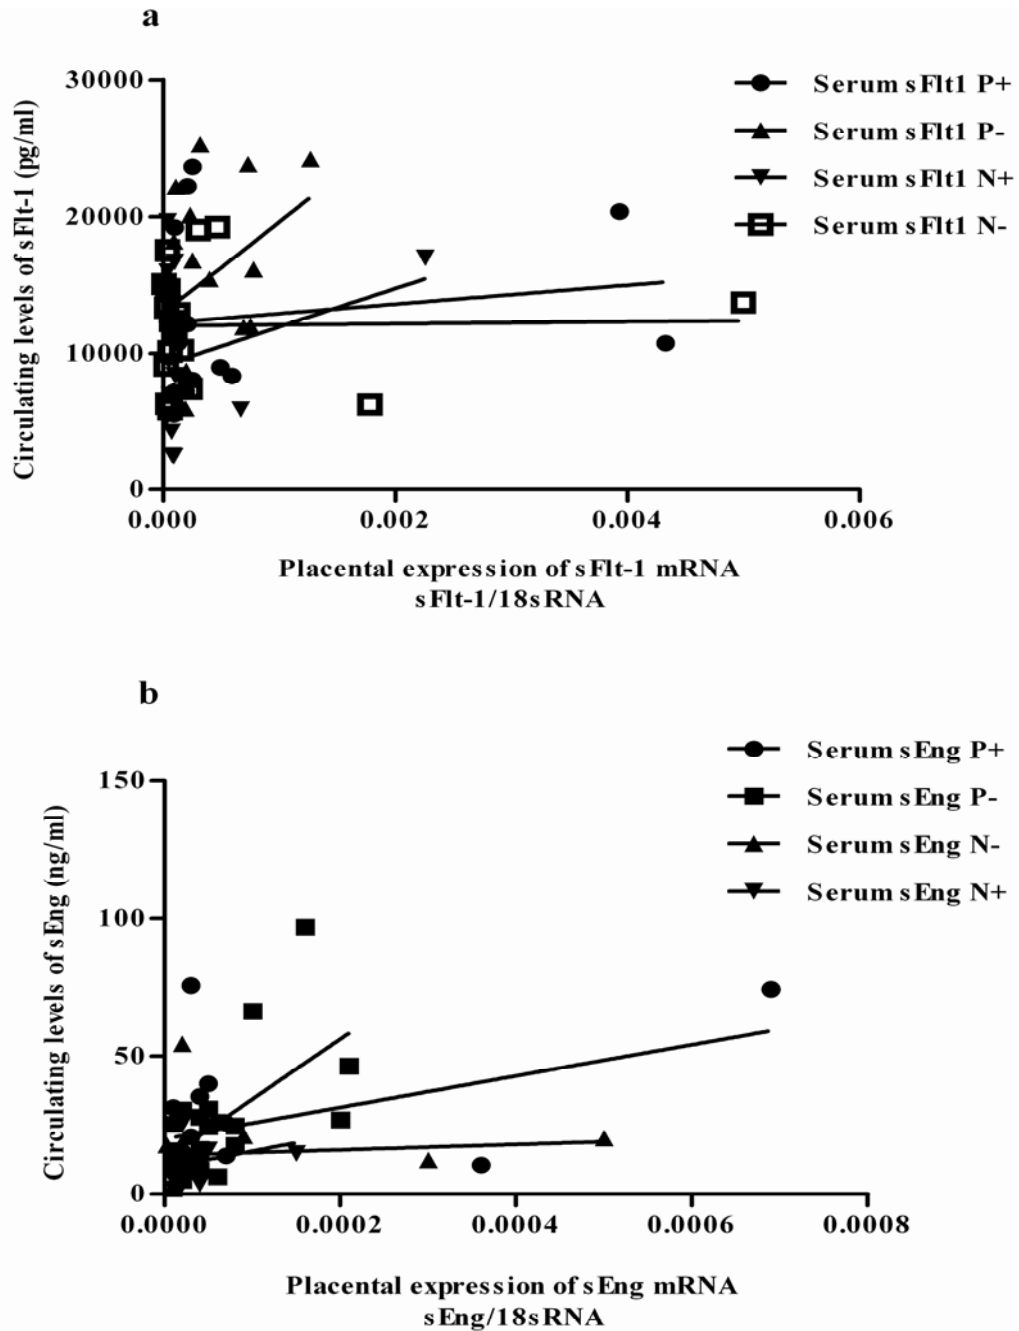 a
Circulating levels of sFlt-1 (pg/ml)
30000
20000
10000
0
0.000 0.002 0.004 0.006
Serum sFlt1 P+
Serum sFlt1 P-
Serum sFlt1 N+
Serum sFlt1 N-
Placental expression of sFlt-1 mRNA
sFlt-1/18sRNA
b
Circulating levels of sEng (ng/ml)
150
100
50
0
0.0000 0.0002 0.0004 0.0006 0.0008
Serum sEng P+
Serum sEng P-
Serum sEng N-
Serum sEng N+
Placental expression of sEng mRNA
sEng/18sRNA